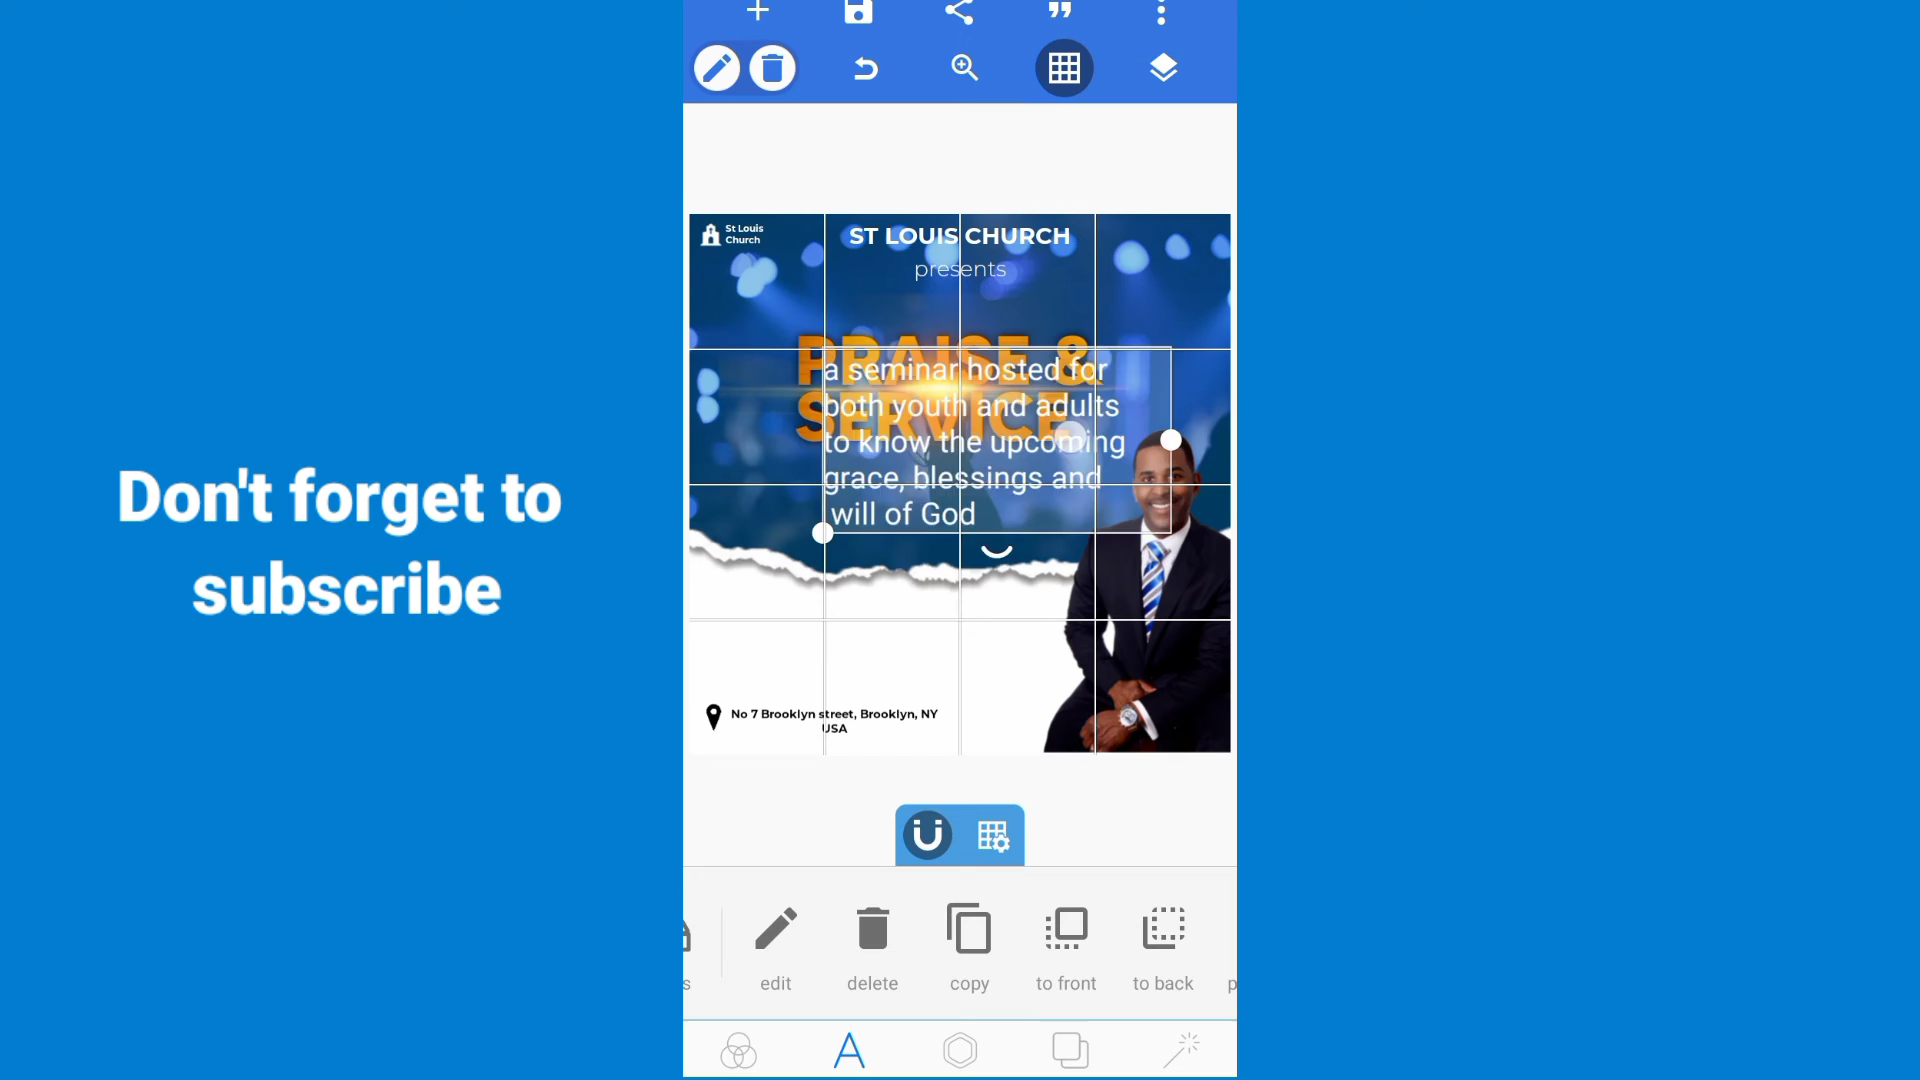 St Louis
Church
ST LOUIS CHURCH
presents
PRAISE &
SERVICE
a seminar hosted for
both youth and adults
to know the upcoming
grace, blessings and
will of God
Don't forget to
subscribe
No 7 Brooklyn street, Brooklyn, NY
USA
s
edit
delete
copy
to front
to back
p